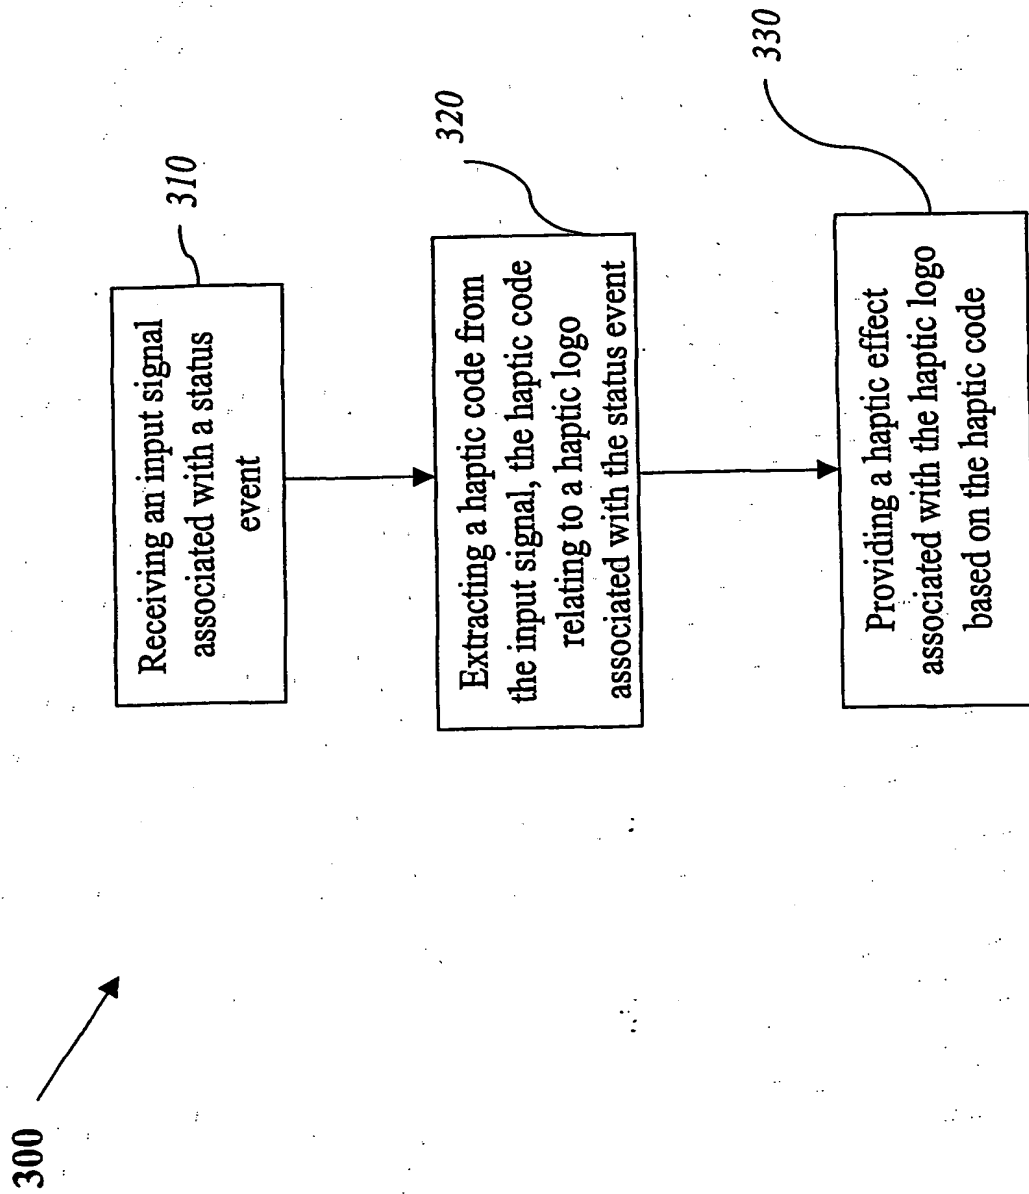 300
Receiving an input signal
associated with a status
event
310
Extracting a haptic code from
the input signal, the haptic code
relating to a haptic logo
associated with the status event
320
Providing a haptic effect
associated with the haptic logo
based on the haptic code
330